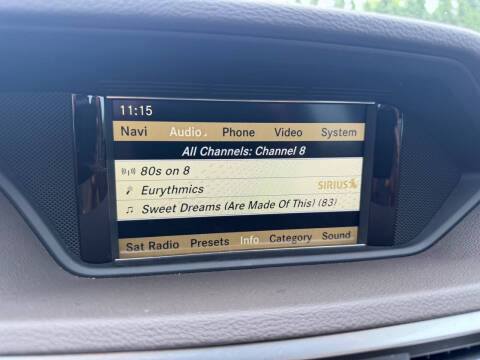 11:15
Navi Audio Phone Video System
All Channels: Channel 8
80s on 8
Eurythmics SIRIUS
Sweet Dreams (Are Made Of This) (83)
Sat Radio Presets Info Category Sound